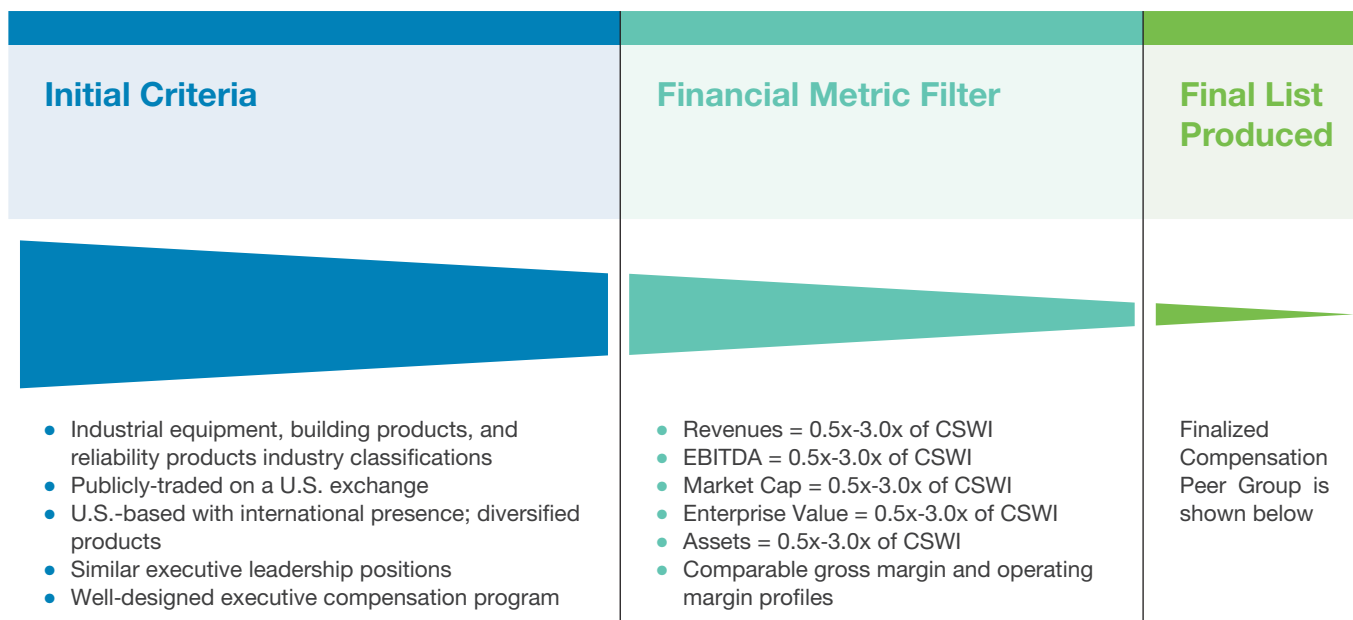 Initial Criteria
Financial Metric Filter
Final List
Produced
● Industrial equipment, building products, and
reliability products industry classifications
● Publicly-traded on a U.S. exchange
● U.S.-based with international presence; diversified
products
● Similar executive leadership positions
● Well-designed executive compensation program
● Revenues = 0.5x-3.0x of CSWI
● EBITDA = 0.5x-3.0x of CSWI
● Market Cap = 0.5x-3.0x of CSWI
● Enterprise Value = 0.5x-3.0x of CSWI
● Assets = 0.5x-3.0x of CSWI
● Comparable gross margin and operating
margin profiles
Finalized
Compensation
Peer Group is
shown below